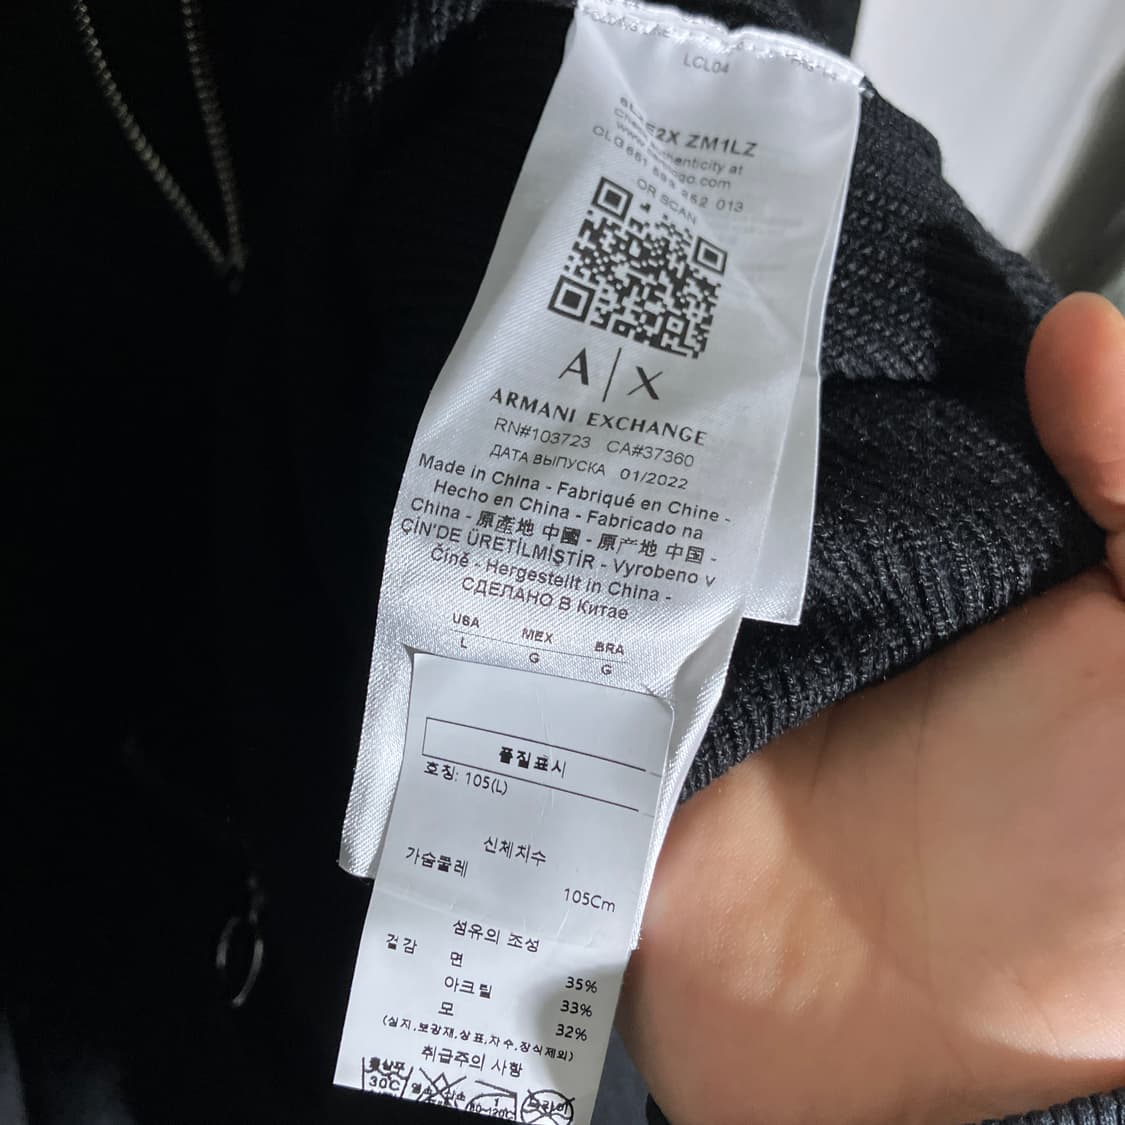 LCL04
ZM1LZ
at
CLG 661
OR SCAN
A|X
ARMANI EXCHANGE
RN#103723 CA#37360
ДАТА ВЫПУСКА 01/2022
Made in China - Fabriqué en Chine -
Hecho en China - Fabricado na
China - 原產地 中國 - 原产地 中国 -
ÇİN'DE ÜRETİLMİŞTİR - Vyrobeno v
Číně - Hergestellt in China -
СДЕЛАНО В Китае
USA MEX BRA
L G G
품질표시
호칭: 105(L)
신체치수
가슴둘레
105Cm
섬유의 조성
겉감 면 35%
아크릴 33%
모 32%
(심지,보강재,상표,자수,장식제외)
취급주의 사항
30℃